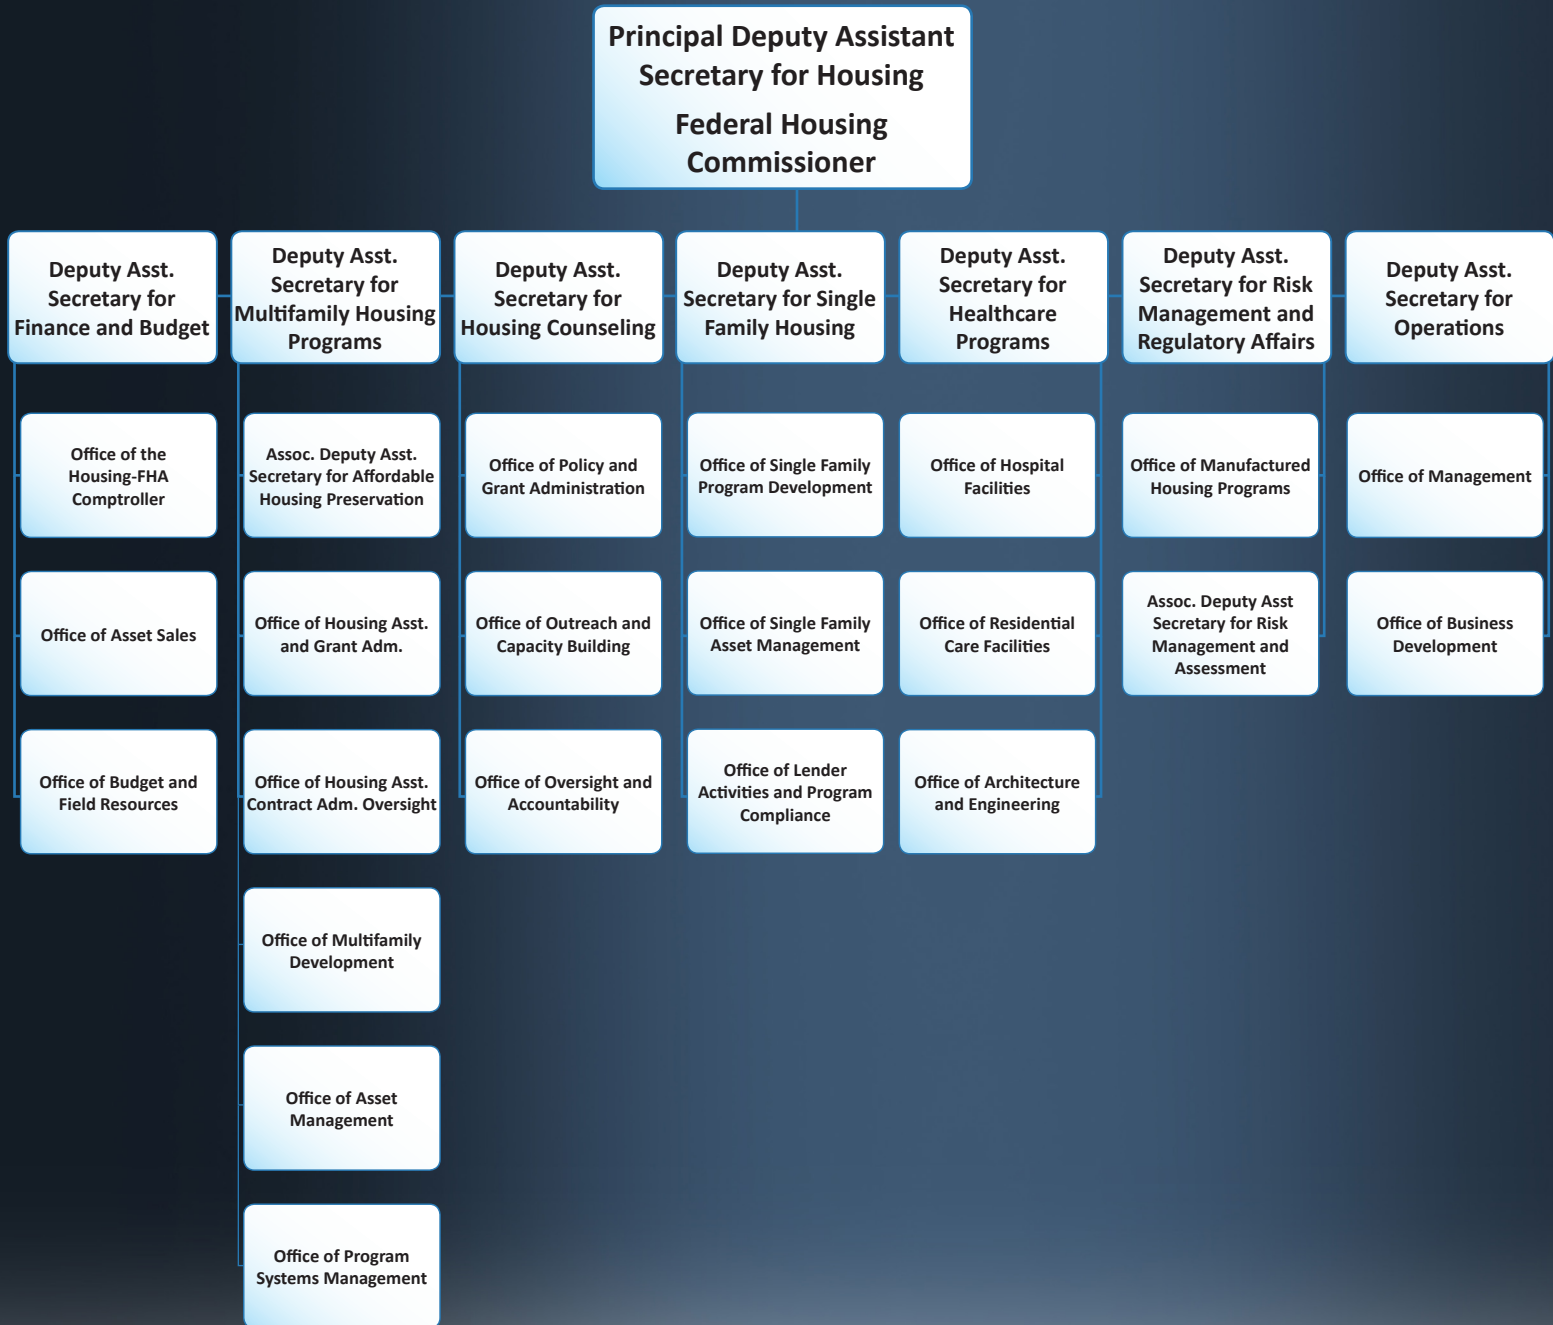 Principal Deputy Assistant
Secretary for Housing
Federal Housing
Commissioner
Deputy Asst.
Secretary for
Finance and Budget
Deputy Asst.
Secretary for
Multifamily Housing
Programs
Deputy Asst.
Secretary for
Housing Counseling
Deputy Asst.
Secretary for Single
Family Housing
Deputy Asst.
Secretary for
Healthcare
Programs
Deputy Asst.
Secretary for Risk
Management and
Regulatory Affairs
Deputy Asst.
Secretary for
Operations
Office of the
Housing-FHA
Comptroller
Assoc. Deputy Asst.
Secretary for Affordable
Housing Preservation
Office of Policy and
Grant Administration
Office of Single Family
Program Development
Office of Hospital
Facilities
Office of Manufactured
Housing Programs
Office of Management
Office of Asset Sales
Office of Housing Asst.
and Grant Adm.
Office of Outreach and
Capacity Building
Office of Single Family
Asset Management
Office of Residential
Care Facilities
Assoc. Deputy Asst
Secretary for Risk
Management and
Assessment
Office of Business
Development
Office of Budget and
Field Resources
Office of Housing Asst.
Contract Adm. Oversight
Office of Oversight and
Accountability
Office of Lender
Activities and Program
Compliance
Office of Architecture
and Engineering
Office of Multifamily
Development
Office of Asset
Management
Office of Program
Systems Management